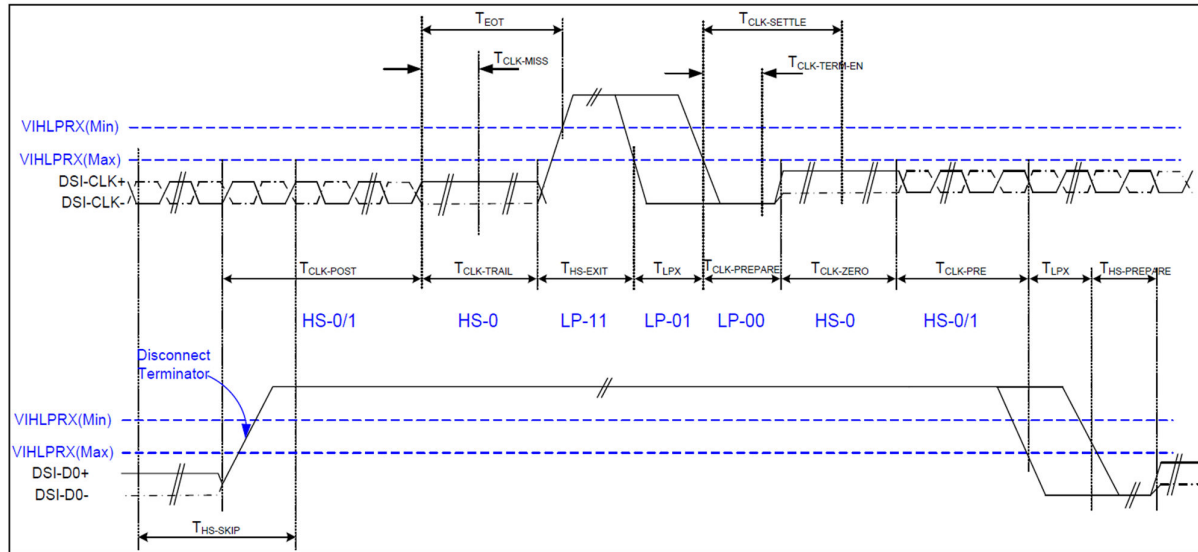 TEOT
TCLK-SETTLE
TCLK-MISS
TCLK-TERM-EN
VIHLPRX(Min)
VIHLPRX(Max)
DSI-CLK+
DSI-CLK-
TCLK-POST
TCLK-TRAIL
THS-EXIT
TLPX
TCLK-PREPARE
TCLK-ZERO
TCLK-PRE
TLPX
THS-PREPARE
HS-0/1
HS-0
LP-11
LP-01
LP-00
HS-0
HS-0/1
Disconnect
Terminator
VIHLPRX(Min)
VIHLPRX(Max)
DSI-D0+
DSI-D0-
THS-SKIP